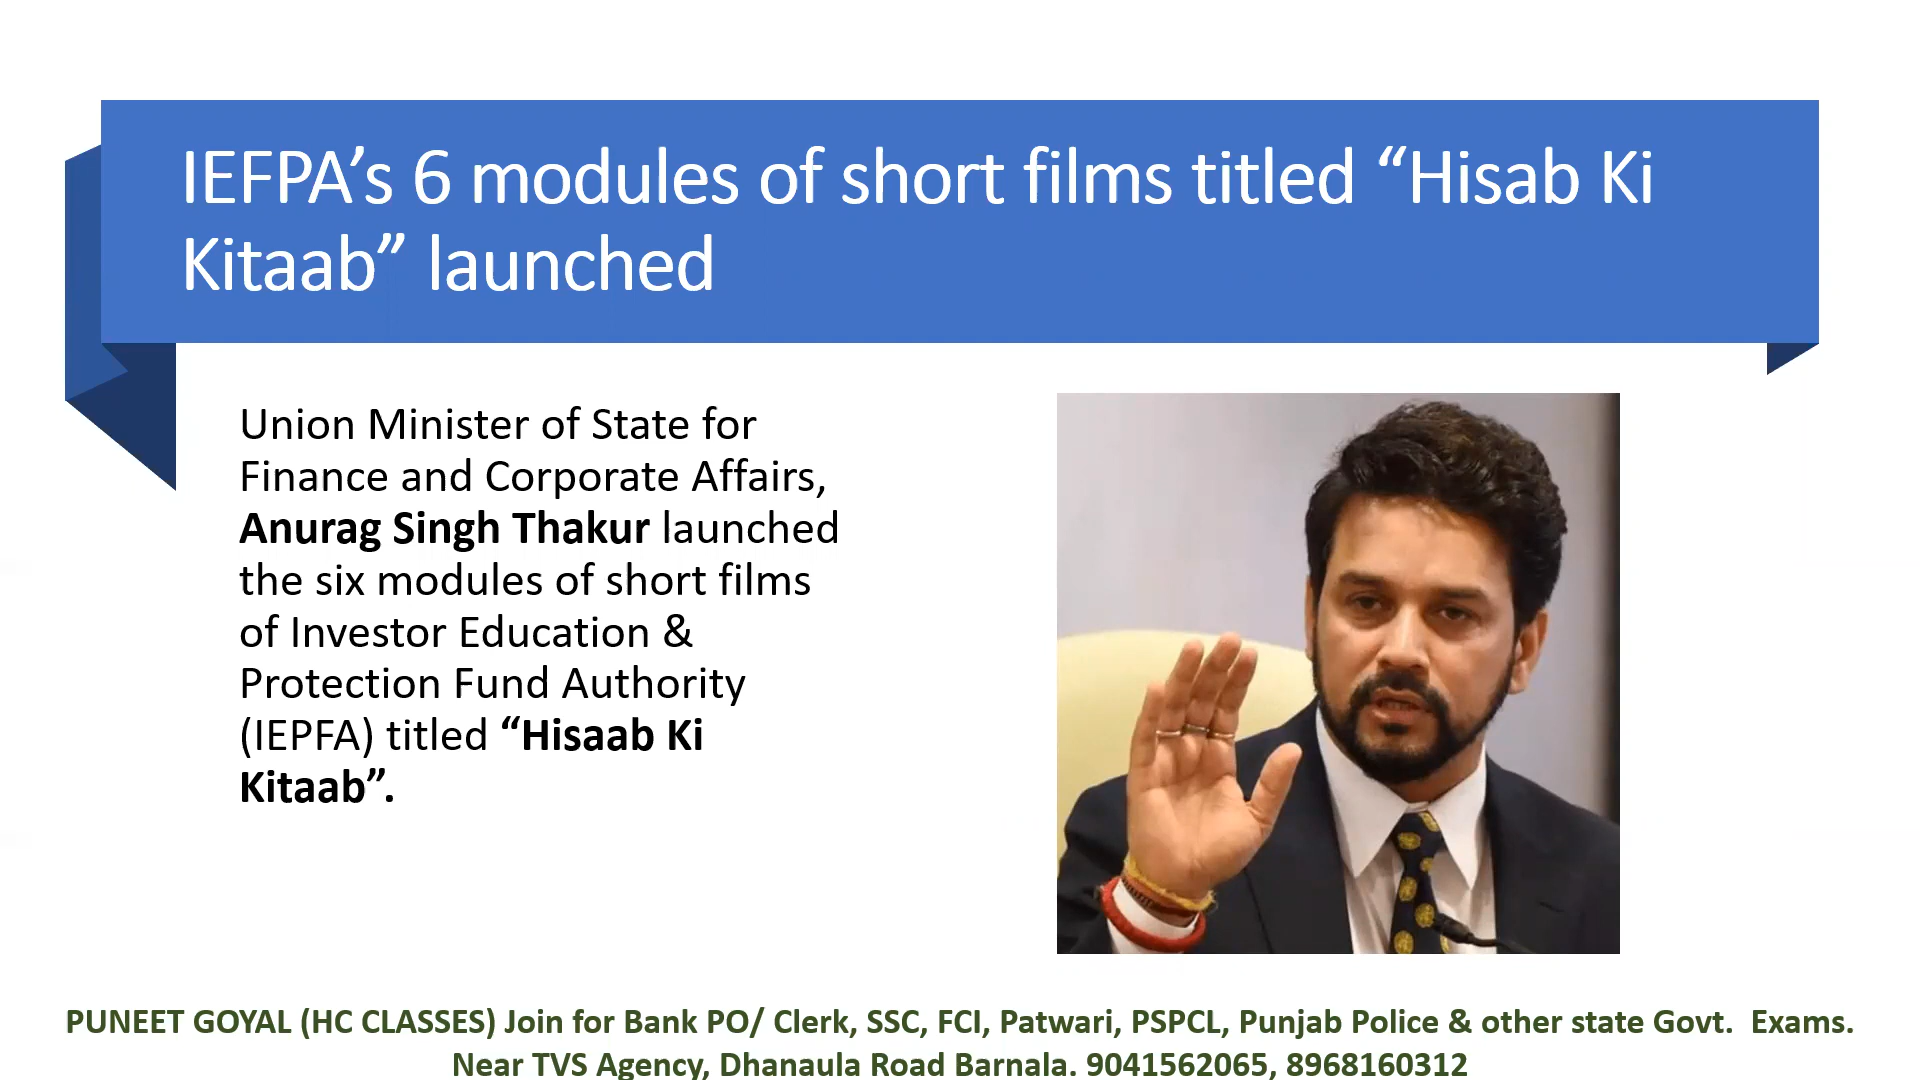 IEFPA’s 6 modules of short films titled “Hisab Ki
Kitaab” launched
Union Minister of State for
Finance and Corporate Affairs,
Anurag Singh Thakur launched
the six modules of short films
of Investor Education &
Protection Fund Authority
(IEPFA) titled “Hisaab Ki
Kitaab”.
PUNEET GOYAL (HC CLASSES) Join for Bank PO/ Clerk, SSC, FCI, Patwari, PSPCL, Punjab Police & other state Govt.  Exams.
Near TVS Agency, Dhanaula Road Barnala. 9041562065, 8968160312